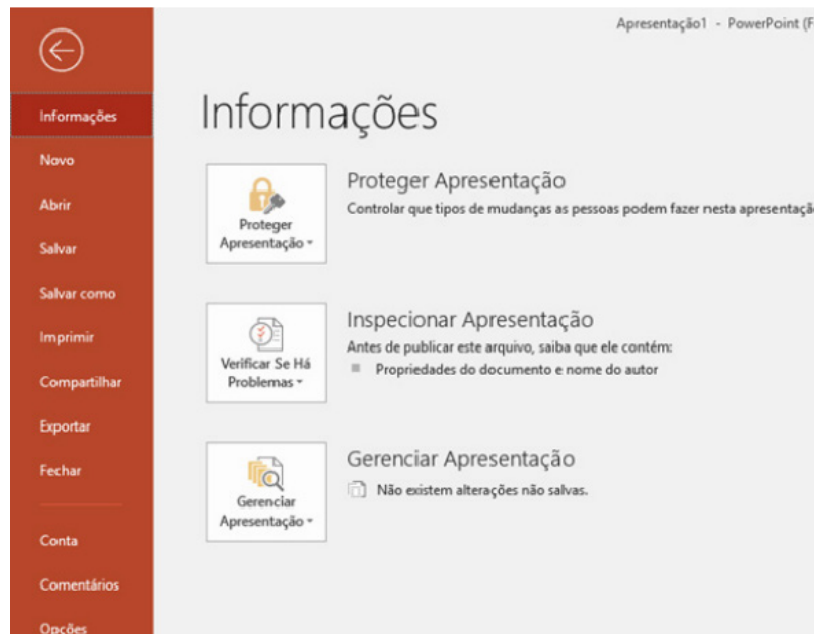 Apresentação1 - PowerPoint (F
Informações
Novo
Abrir
Salvar
Salvar como
Imprimir
Compartilhar
Exportar
Fechar
Conta
Comentários
Opções
Informações
Proteger
Apresentação
Proteger Apresentação
Controlar que tipos de mudanças as pessoas podem fazer nesta apresentaçã
Verificar Se Há
Problemas
Inspecionar Apresentação
Antes de publicar este arquivo, saiba que ele contém:
Propriedades do documento e nome do autor
Gerenciar
Apresentação
Gerenciar Apresentação
Não existem alterações não salvas.